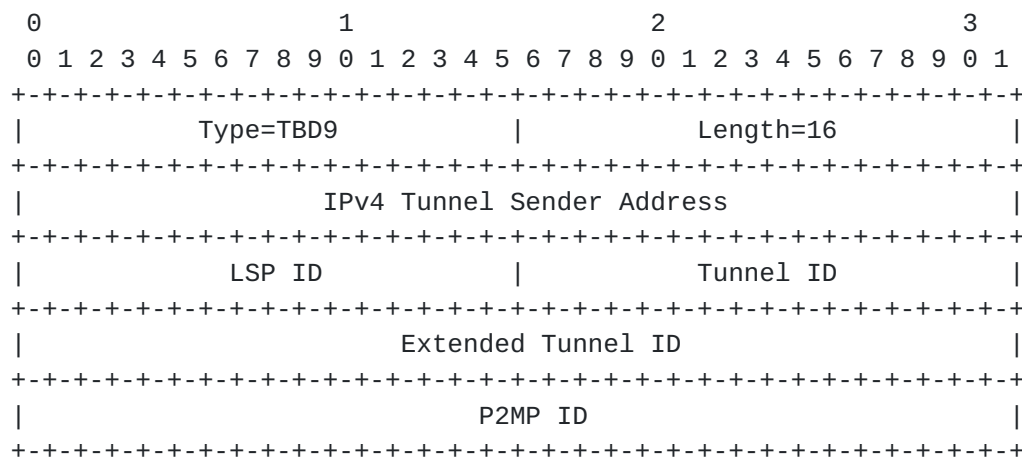 0                   1                   2                   3
 0 1 2 3 4 5 6 7 8 9 0 1 2 3 4 5 6 7 8 9 0 1 2 3 4 5 6 7 8 9 0 1
+-+-+-+-+-+-+-+-+-+-+-+-+-+-+-+-+-+-+-+-+-+-+-+-+-+-+-+-+-+-+-+-+
|           Type=TBD9           |           Length=16           |
+-+-+-+-+-+-+-+-+-+-+-+-+-+-+-+-+-+-+-+-+-+-+-+-+-+-+-+-+-+-+-+-+
|                   IPv4 Tunnel Sender Address                  |
+-+-+-+-+-+-+-+-+-+-+-+-+-+-+-+-+-+-+-+-+-+-+-+-+-+-+-+-+-+-+-+-+
|             LSP ID            |           Tunnel ID           |
+-+-+-+-+-+-+-+-+-+-+-+-+-+-+-+-+-+-+-+-+-+-+-+-+-+-+-+-+-+-+-+-+
|                        Extended Tunnel ID                     |
+-+-+-+-+-+-+-+-+-+-+-+-+-+-+-+-+-+-+-+-+-+-+-+-+-+-+-+-+-+-+-+-+
|                             P2MP ID                           |
+-+-+-+-+-+-+-+-+-+-+-+-+-+-+-+-+-+-+-+-+-+-+-+-+-+-+-+-+-+-+-+-+